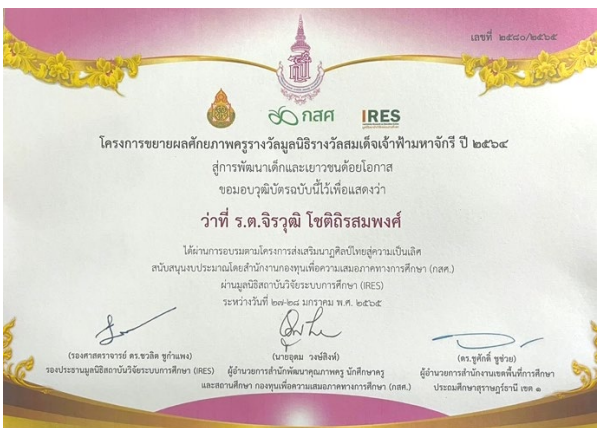 เลขที่ ๒๕๘๐/๒๕๖๕
กสศ
IRES
โครงการขยายผลศักยภาพครูรางวัลมูลนิธิรางวัลสมเด็จเจ้าฟ้ามหาจักรี ปี ๒๕๖๔
สู่การพัฒนาเด็กและเยาวชนด้อยโอกาส
ขอมอบวุฒิบัตรฉบับนี้ไว้เพื่อแสดงว่า
ว่าที่ ร.ต.จิรวุฒิ โชติถิรสมพงศ์
ได้ผ่านการอบรมตามโครงการส่งเสริมนาฏศิลป์ไทยสู่ความเป็นเลิศ
สนับสนุนงบประมาณโดยสำนักงานกองทุนเพื่อความเสมอภาคทางการศึกษา (กสศ.)
ผ่านมูลนิธิสถาบันวิจัยระบบการศึกษา (IRES)
ระหว่างวันที่ ๒๗-๒๘ มกราคม พ.ศ. ๒๕๖๕
(รองศาสตราจารย์ ดร.ชวลิต ชูกำแพง)
รองประธานมูลนิธิสถาบันวิจัยระบบการศึกษา (IRES)
(นายอุดม วงษ์สิงห์)
ผู้อำนวยการสำนักพัฒนาคุณภาพครู นักศึกษาครู
และสถานศึกษา กองทุนเพื่อความเสมอภาคทางการศึกษา (กสศ.)
(ดร.ชูศักดิ์ ชูช่วย)
ผู้อำนวยการสำนักงานเขตพื้นที่การศึกษา
ประถมศึกษาสุราษฎร์ธานี เขต ๑